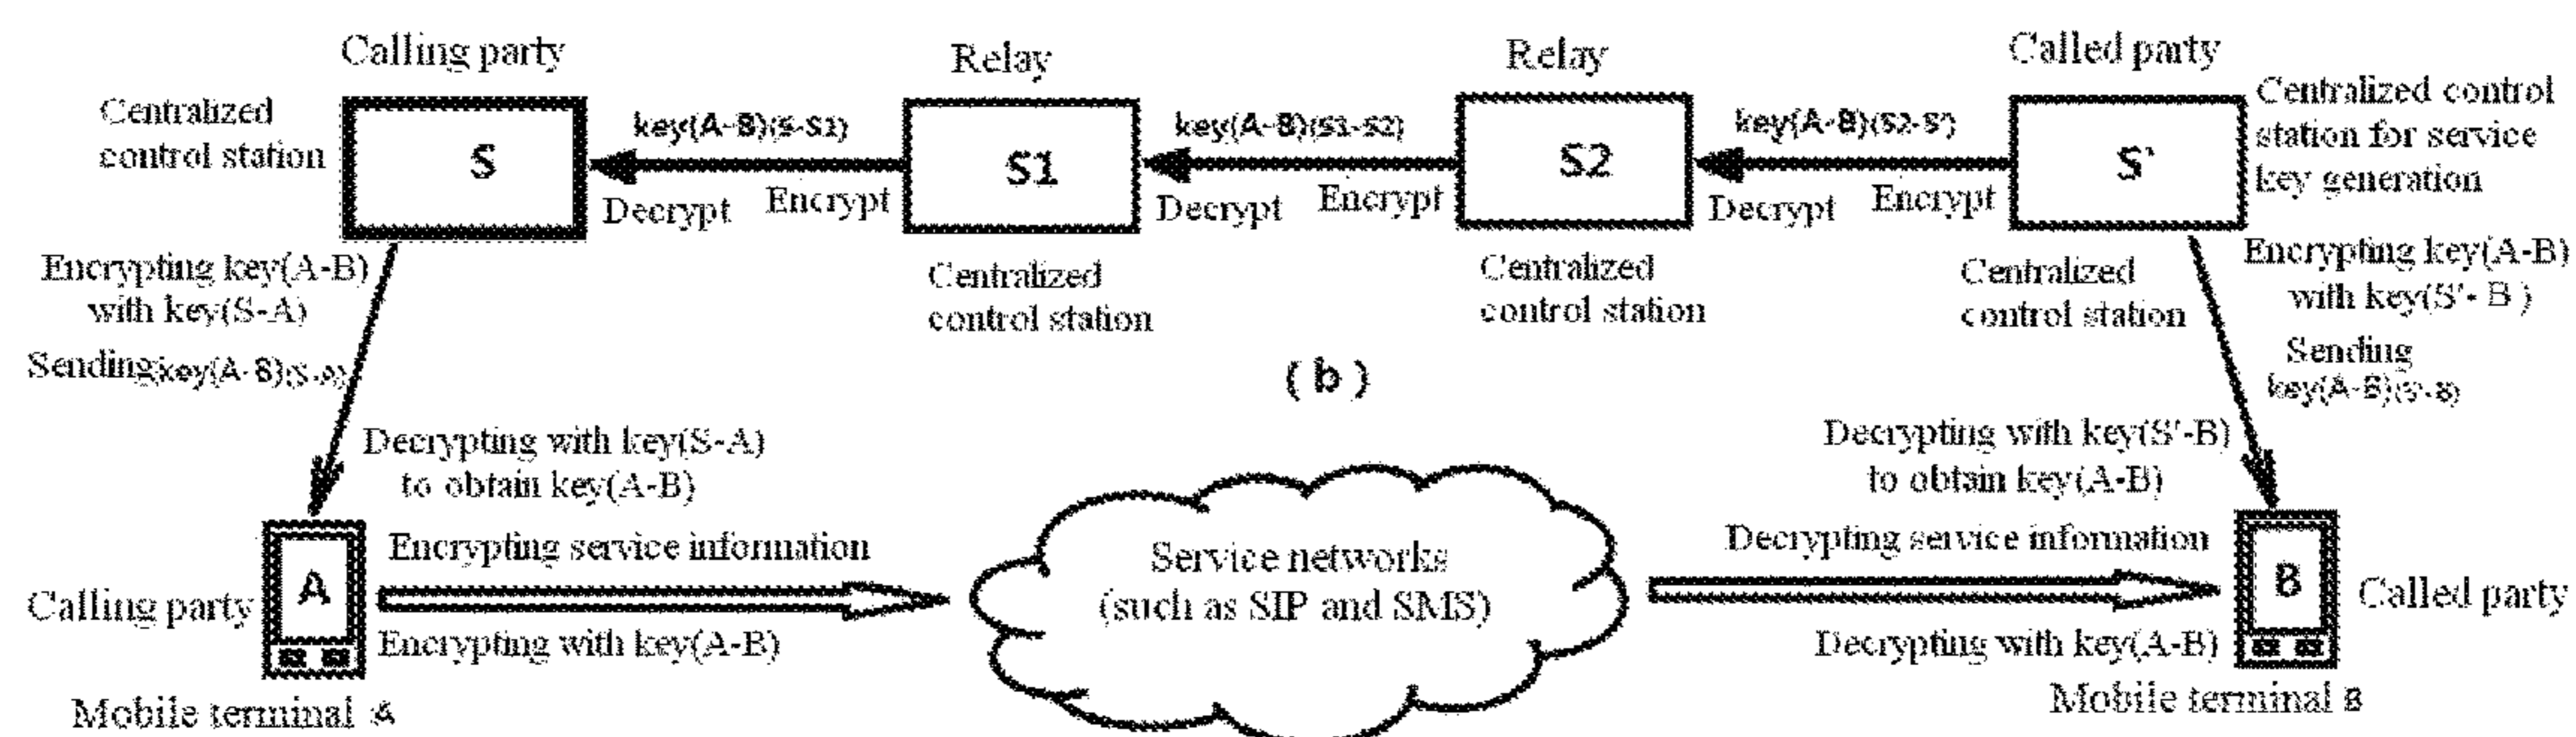 Calling party
Relay
Relay
Called party
Centralized
control station
S
key(A-B)(S-S1)
Decrypt
Encrypt
S1
key(A-B)(S1-S2)
Decrypt
Encrypt
S2
key(A-B)(S2-S')
Decrypt
Encrypt
S'
Centralized control
station for service
key generation
Encrypting key(A-B)
with key(S-A)
Centralized
control station
Centralized
control station
Centralized
control station
Encrypting key(A-B)
with key(S'-B)
Sending key(A-B)(S-A)
(b)
Sending
key(A-B)(S'-B)
Decrypting with key(S-A)
to obtain key(A-B)
Decrypting with key(S'-B)
to obtain key(A-B)
Calling party
A
Encrypting service information
Encrypting with key(A-B)
Service networks
(such as SIP and SMS)
Decrypting service information
Decrypting with key(A-B)
B
Called party
Mobile terminal A
Mobile terminal B